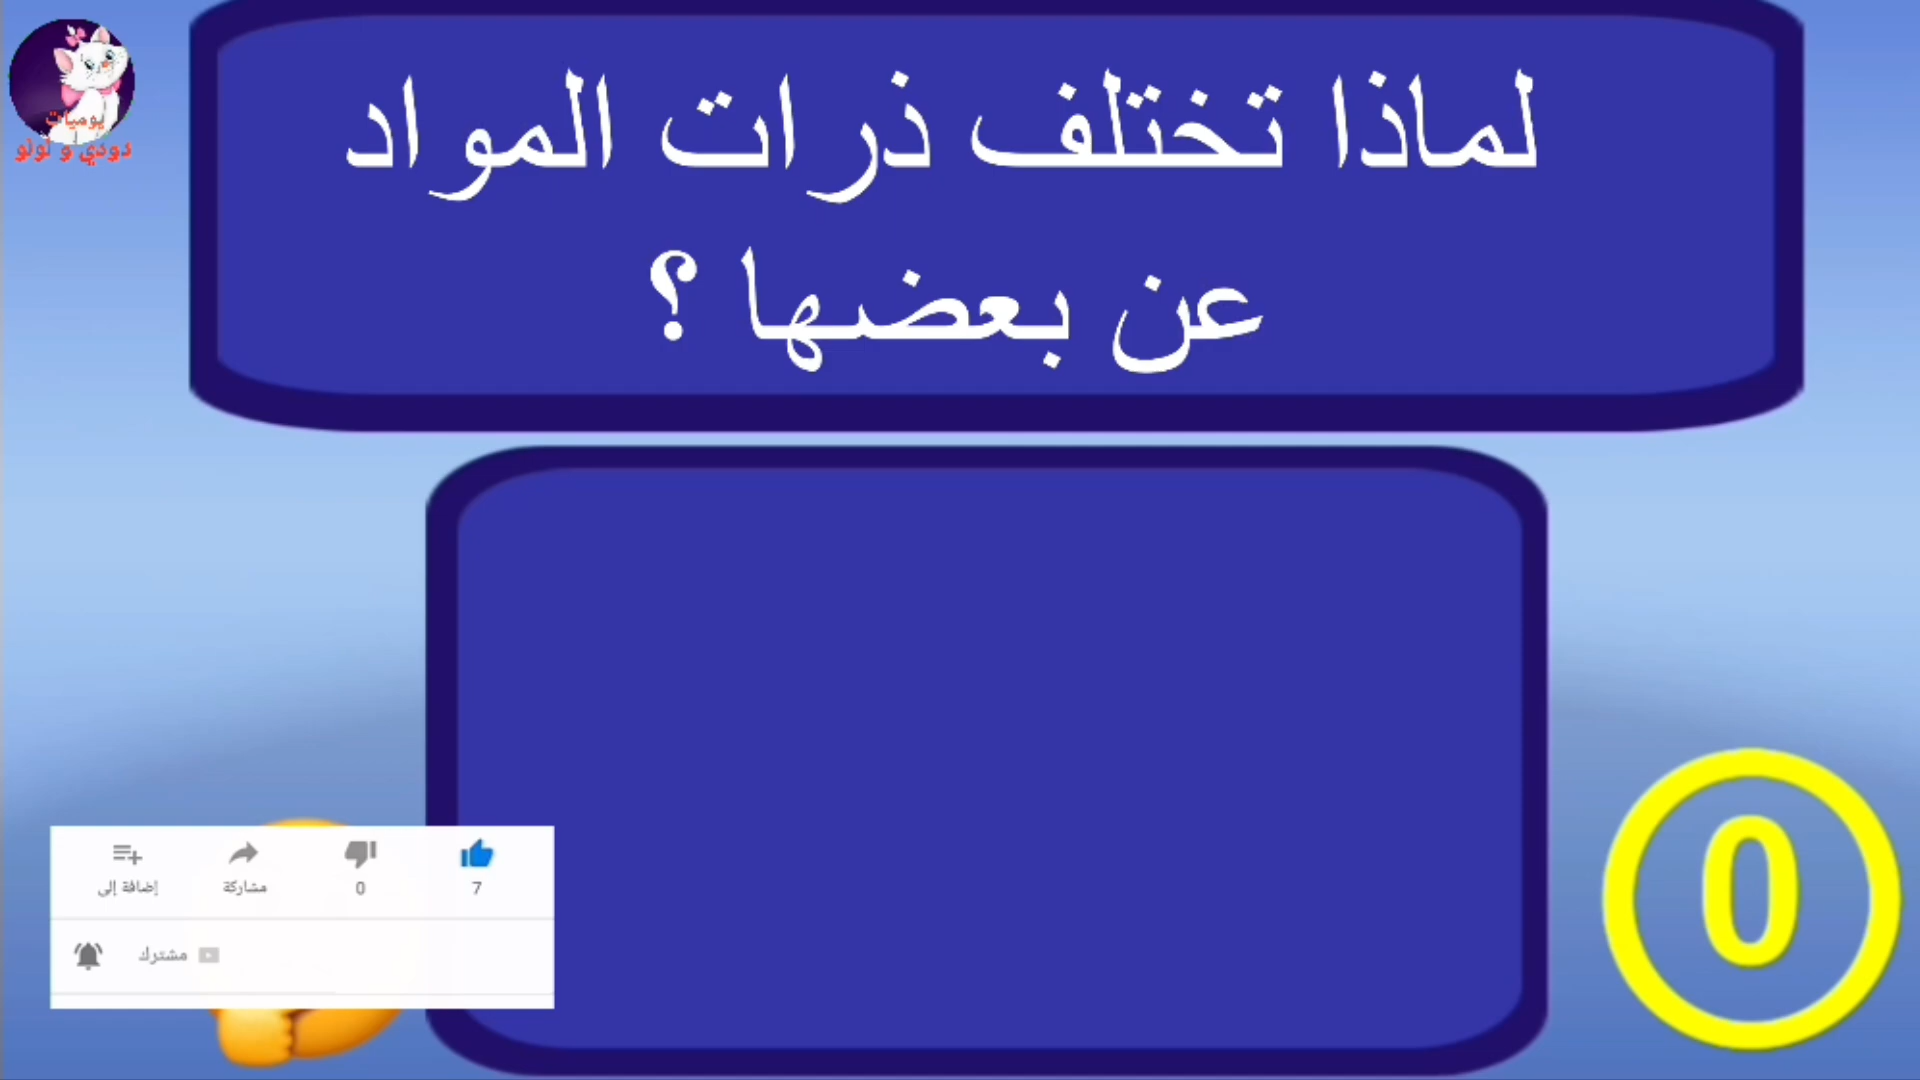 يوميات
دودي و لولو
لماذا تختلف ذرات المواد
عن بعضها ؟
7
0
مشاركة
إضافة إلى
مشترك
0